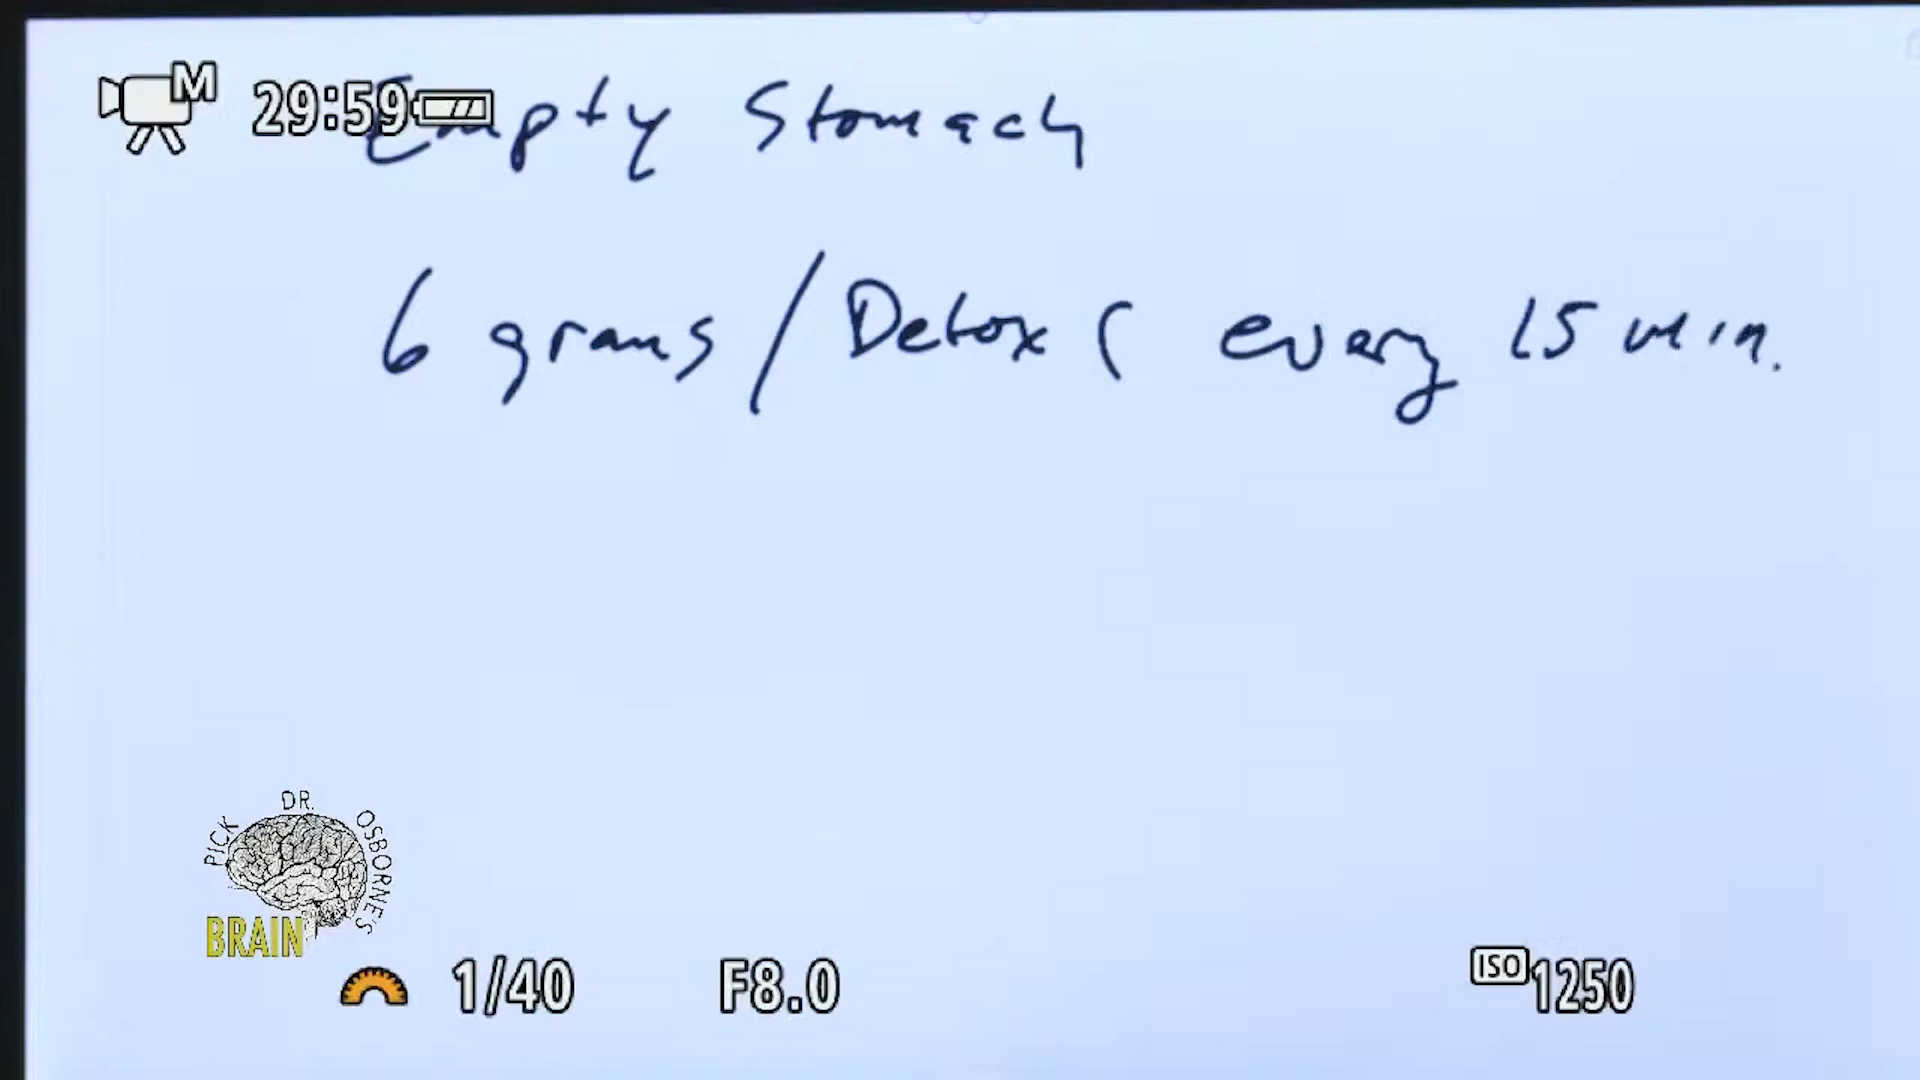 M 29:59
Empty Stomach
6 grams / Detox C every 15 min.
PICK DR. OSBORNE'S
BRAIN
1/40 F8.0 ISO 1250